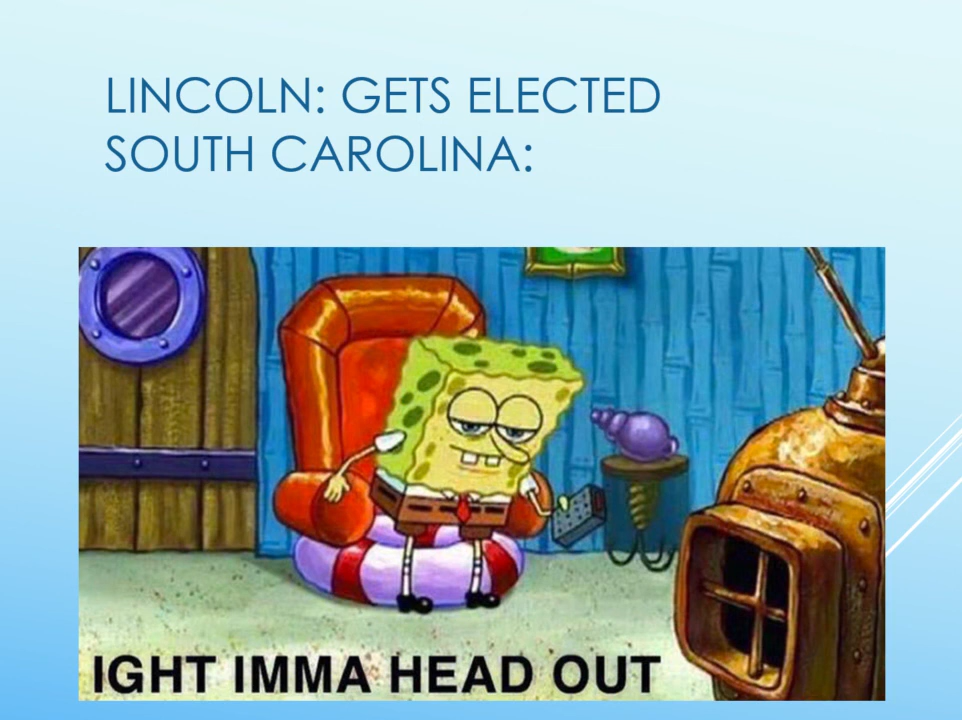 LINCOLN: GETS ELECTED
SOUTH CAROLINA:
IGHT IMMA HEAD OUT